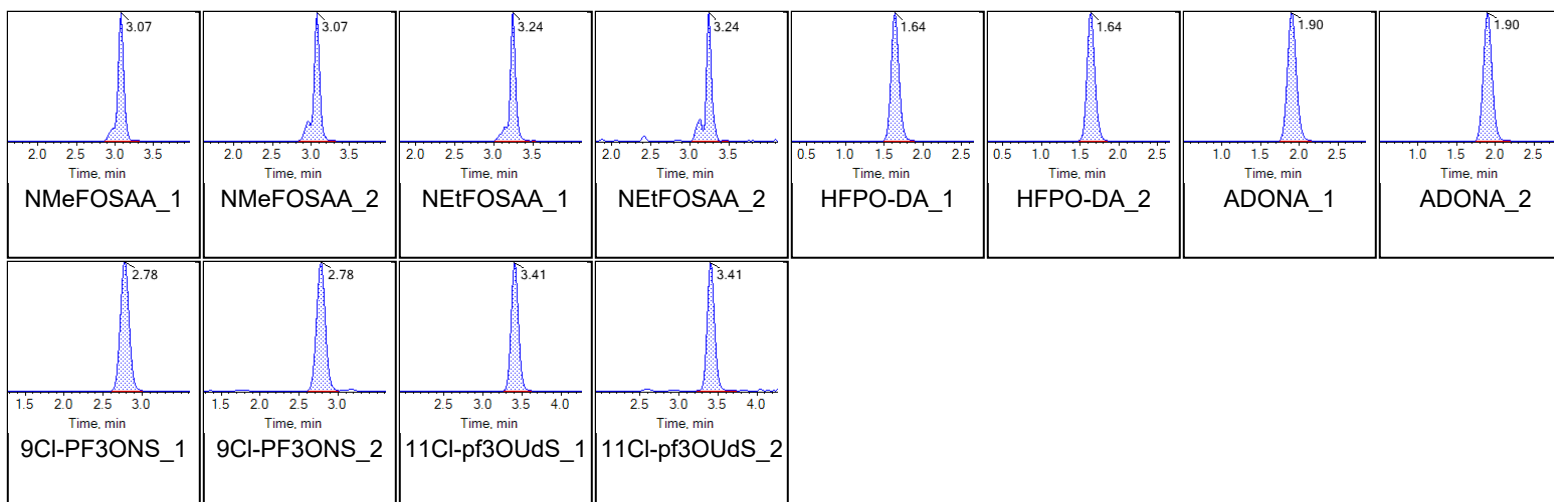 3.07 3.07 3.24 3.24 1.64 1.64 1.90 1.90
2.0 2.5 3.0 3.5 2.0 2.5 3.0 3.5 2.0 2.5 3.0 3.5 2.0 2.5 3.0 3.5 0.5 1.0 1.5 2.0 2.5 0.5 1.0 1.5 2.0 2.5 1.0 1.5 2.0 2.5 1.0 1.5 2.0 2.5
Time, min Time, min Time, min Time, min Time, min Time, min Time, min Time, min
NMeFOSAA_1 NMeFOSAA_2 NEtFOSAA_1 NEtFOSAA_2 HFPO-DA_1 HFPO-DA_2 ADONA_1 ADONA_2
2.78 2.78 3.41 3.41
1.5 2.0 2.5 3.0 1.5 2.0 2.5 3.0 2.5 3.0 3.5 4.0 2.5 3.0 3.5 4.0
Time, min Time, min Time, min Time, min
9Cl-PF3ONS_1 9Cl-PF3ONS_2 11Cl-pf3OUdS_1 11Cl-pf3OUdS_2